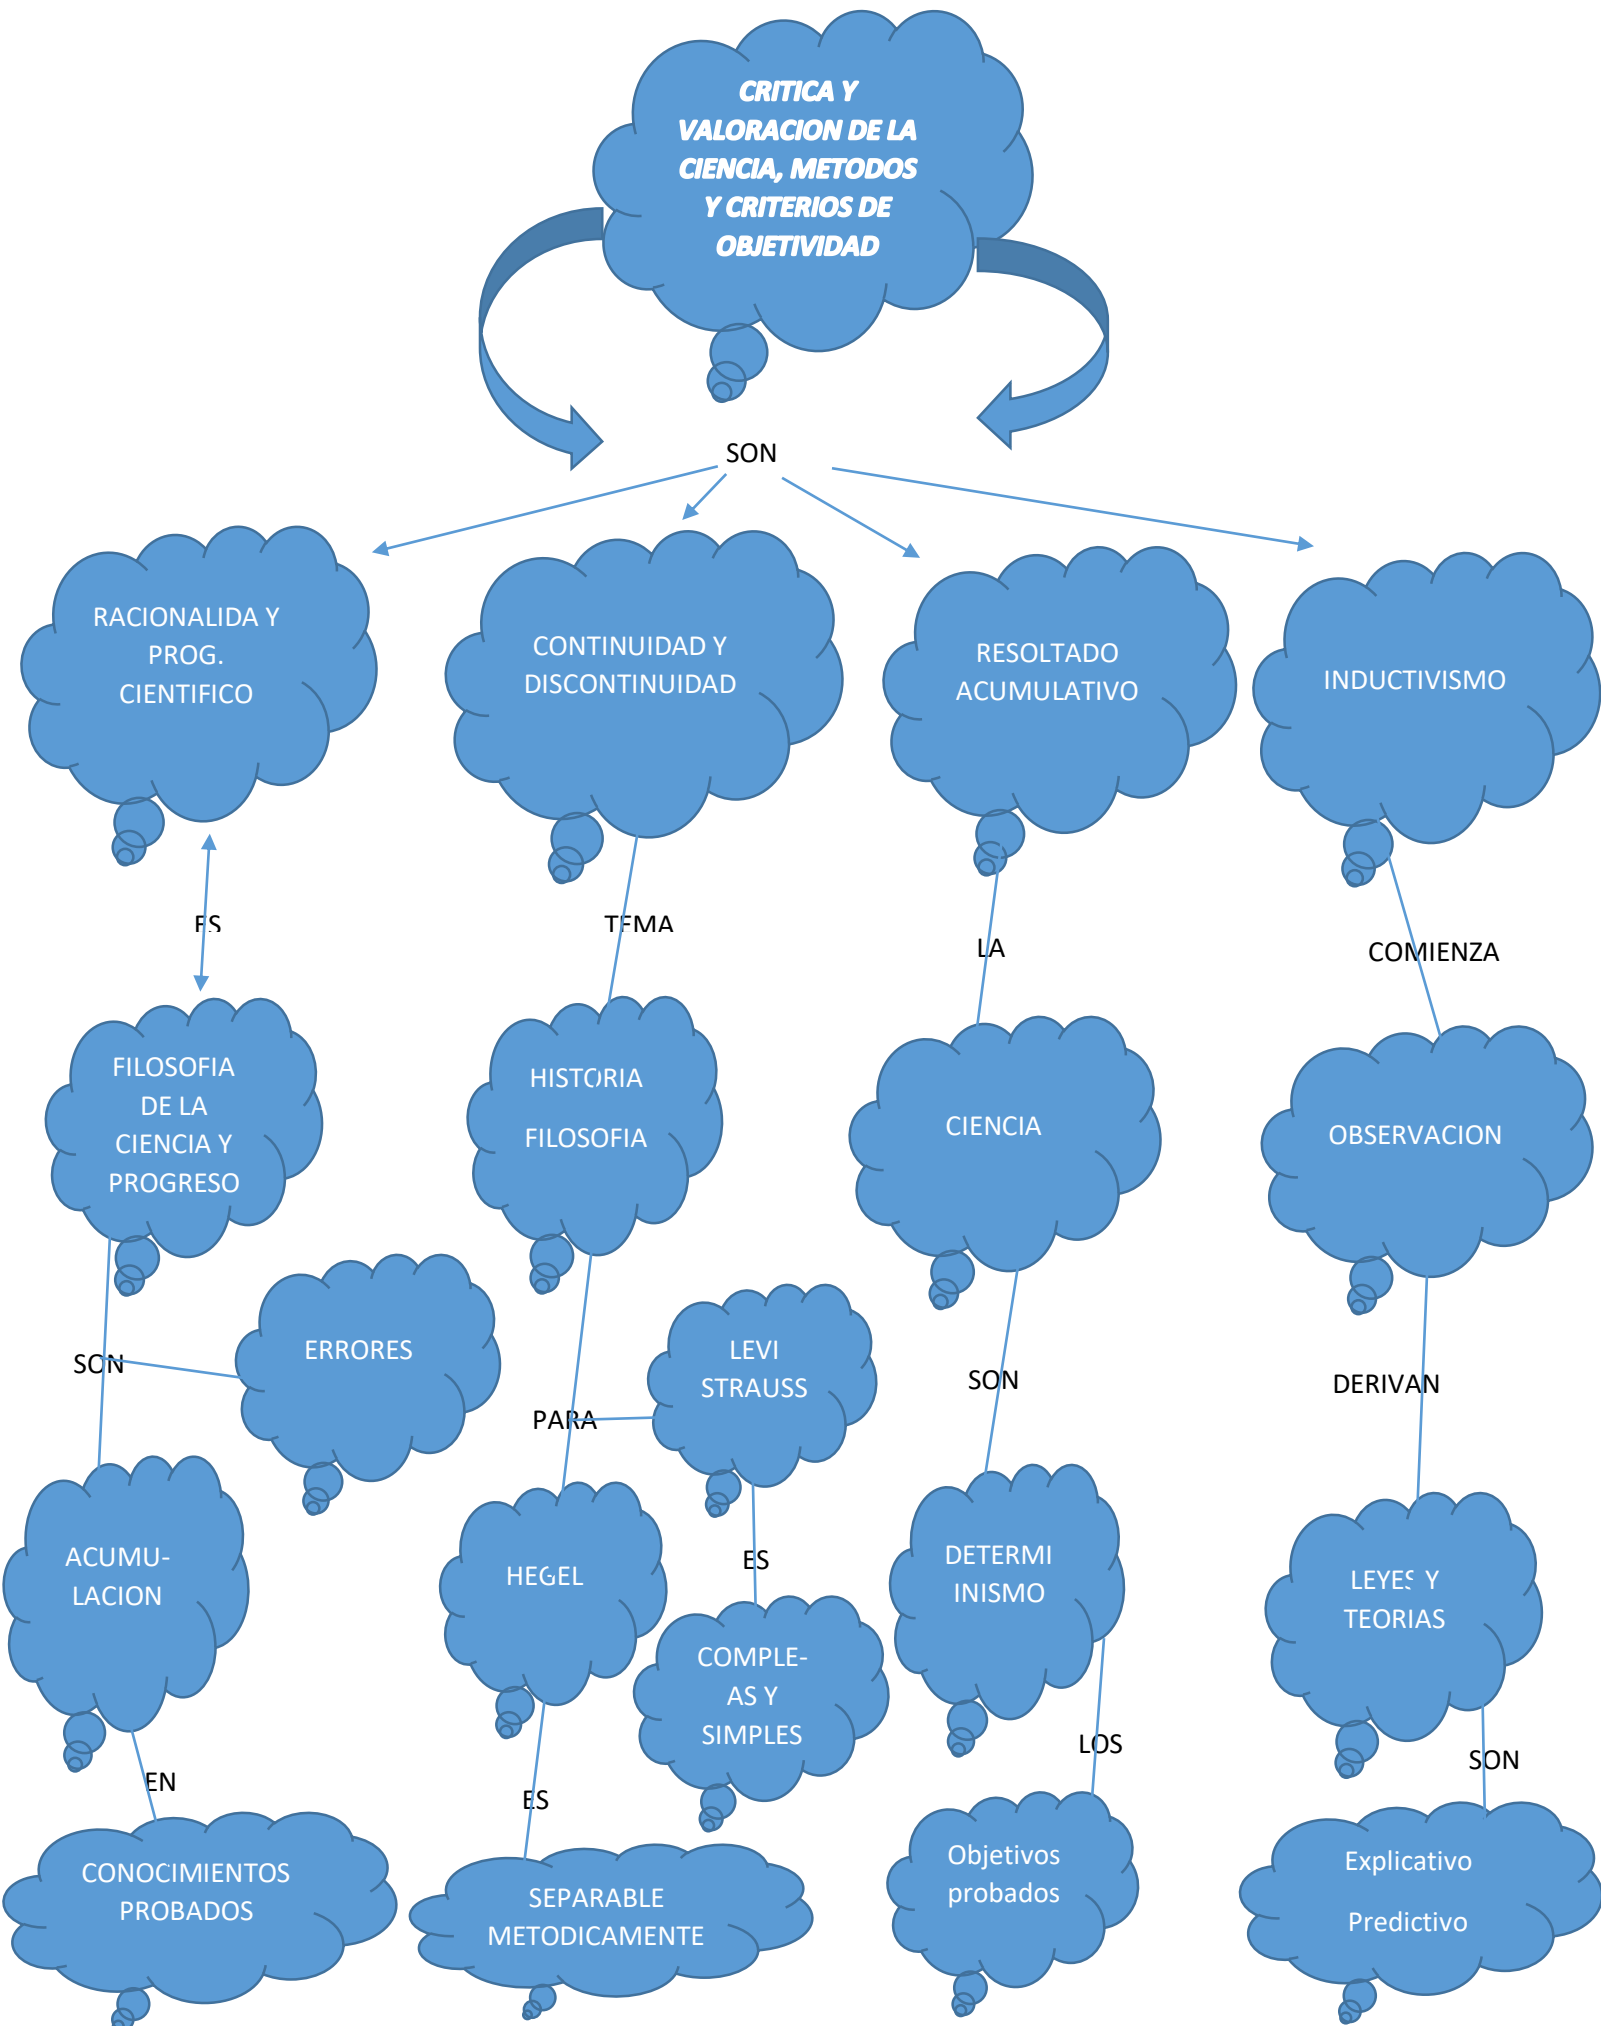 CRITICA Y
VALORACION DE LA
CIENCIA, METODOS
Y CRITERIOS DE
OBJETIVIDAD
SON
RACIONALIDA Y
PROG.
CIENTIFICO
CONTINUIDAD Y
DISCONTINUIDAD
RESOLTADO
ACUMULATIVO
INDUCTIVISMO
ES
TEMA
LA
COMIENZA
FILOSOFIA
DE LA
CIENCIA Y
PROGRESO
HISTORIA
FILOSOFIA
CIENCIA
OBSERVACION
SON
ERRORES
PARA
LEVI
STRAUSS
SON
DERIVAN
ACUMU-
LACION
HEGEL
ES
COMPLE-
AS Y
SIMPLES
DETERMI
INISMO
LEYES Y
TEORIAS
EN
ES
LOS
SON
CONOCIMIENTOS
PROBADOS
SEPARABLE
METODICAMENTE
Objetivos
probados
Explicativo
Predictivo